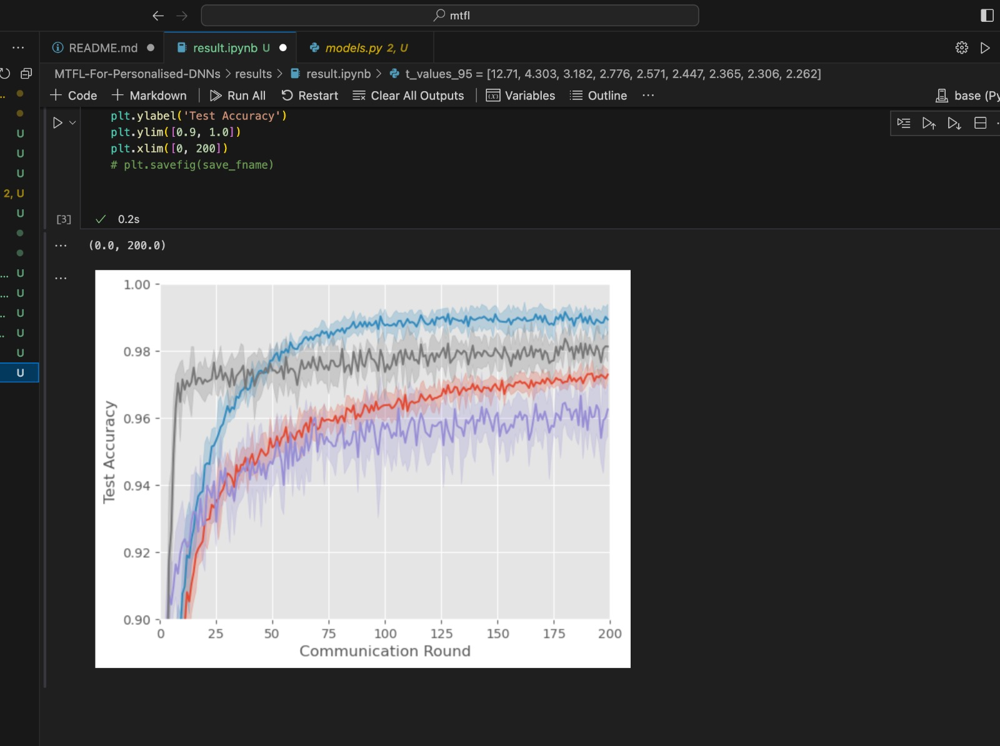 mtfl
README.md
result.ipynb U
models.py 2, U
MTFL-For-Personalised-DNNs > results > result.ipynb > t_values_95 = [12.71, 4.303, 3.182, 2.776, 2.571, 2.447, 2.365, 2.306, 2.262]
+ Code + Markdown Run All Restart Clear All Outputs (x) Variables Outline ...
base (Py
U
U
U
2, U
U
... U
... U
.. U
.. U
U
U
plt.ylabel('Test Accuracy')
plt.ylim([0.9, 1.0])
plt.xlim([0, 200])
# plt.savefig(save_fname)
[3] ✓ 0.2s
... (0.0, 200.0)
...
1.00
0.98
0.96
0.94
0.92
0.90
Test Accuracy
0 25 50 75 100 125 150 175 200
Communication Round